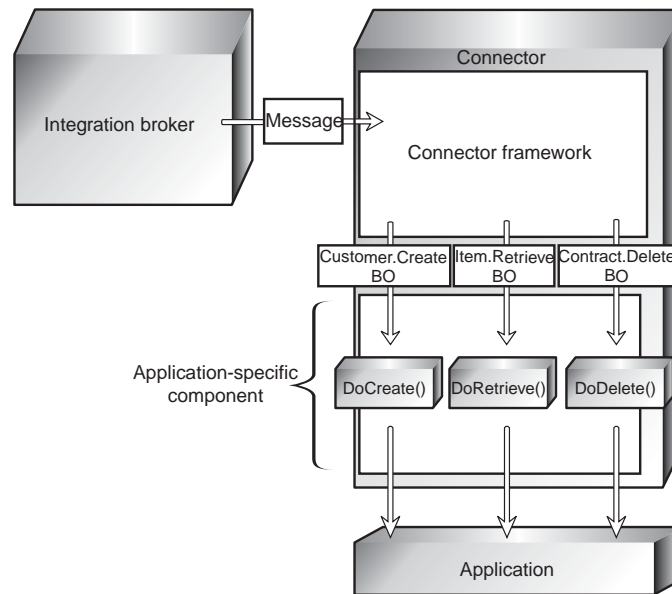 Connector
Integration broker
Message
Connector framework
Customer.Create
BO
Item.Retrieve
BO
Contract.Delete
BO
Application-specific
component
DoCreate()
DoRetrieve()
DoDelete()
Application